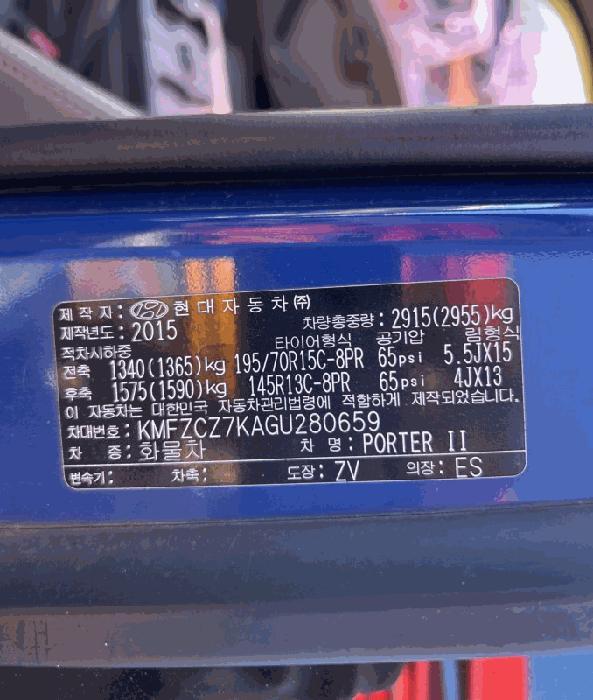 제 작 자 : 현 대 자 동 차 ㈜
제작년도 : 2015 차량총중량 : 2915(2955)kg
타이어형식 공기압 림형식
적차시하중
전축 1340(1365)kg 195/70R15C-8PR 65psi 5.5JX15
후축 1575(1590)kg 145R13C-8PR 65psi 4JX13
이 자동차는 대한민국 자동차관리법령에 적합하게 제작되었습니다.
차대번호 : KMFZCZ7KAGU280659
차 종 : 화물차 차 명 : PORTER II
변속기 : 차축 : 도장 : ZV 의장 : ES